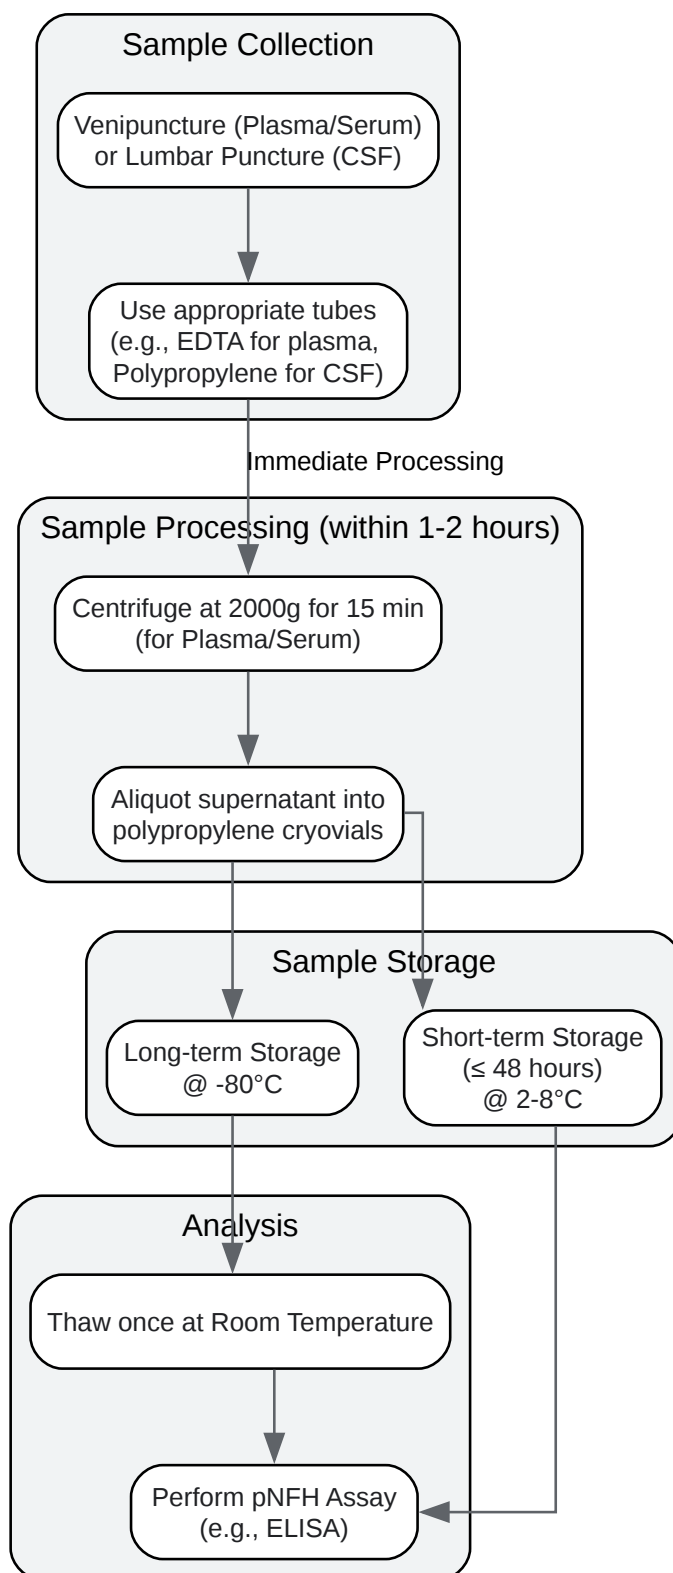 Sample Collection
Venipuncture (Plasma/Serum)
or Lumbar Puncture (CSF)
Use appropriate tubes
(e.g., EDTA for plasma,
Polypropylene for CSF)
Immediate Processing
Sample Processing (within 1-2 hours)
Centrifuge at 2000g for 15 min
(for Plasma/Serum)
Aliquot supernatant into
polypropylene cryovials
Sample Storage
Long-term Storage
@ -80°C
Short-term Storage
(≤ 48 hours)
@ 2-8°C
Analysis
Thaw once at Room Temperature
Perform pNFH Assay
(e.g., ELISA)